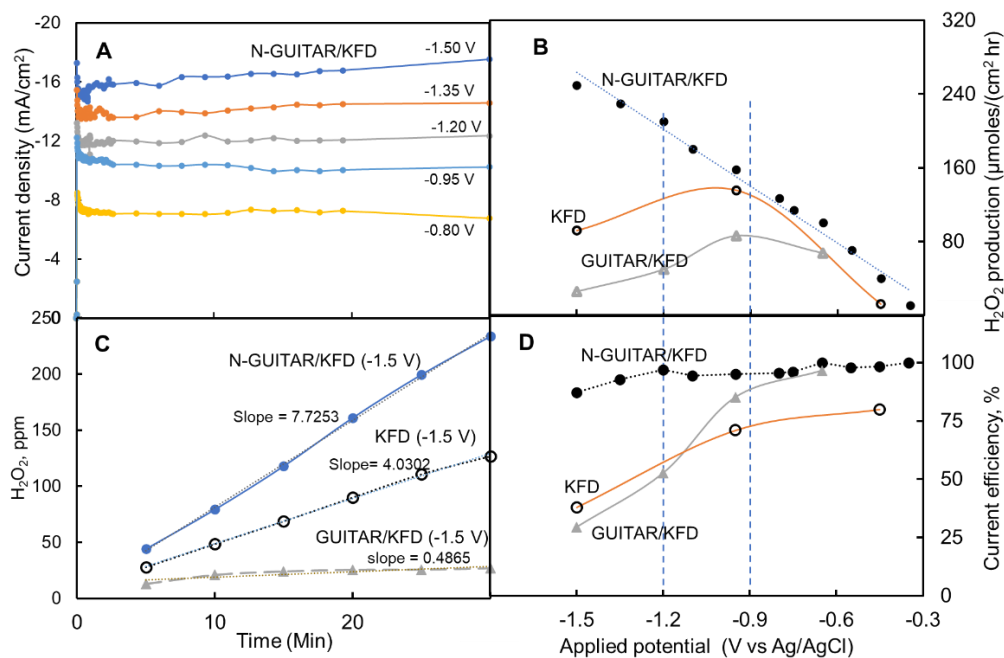 A
N-GUITAR/KFD
-1.50 V
-1.35 V
-1.20 V
-0.95 V
-0.80 V
-20
-16
-12
-8
-4
0
Current density (mA/cm²)
B
N-GUITAR/KFD
KFD
GUITAR/KFD
320
240
160
80
0
H₂O₂ production (µmoles/(cm² hr)
C
N-GUITAR/KFD (-1.5 V)
Slope = 7.7253
KFD (-1.5 V)
Slope= 4.0302
GUITAR/KFD (-1.5 V)
slope = 0.4865
250
200
150
100
50
0
H₂O₂, ppm
0
10
20
Time (Min)
D
N-GUITAR/KFD
KFD
GUITAR/KFD
100
75
50
25
0
Current efficiency, %
-1.5
-1.2
-0.9
-0.6
-0.3
Applied potential (V vs Ag/AgCl)